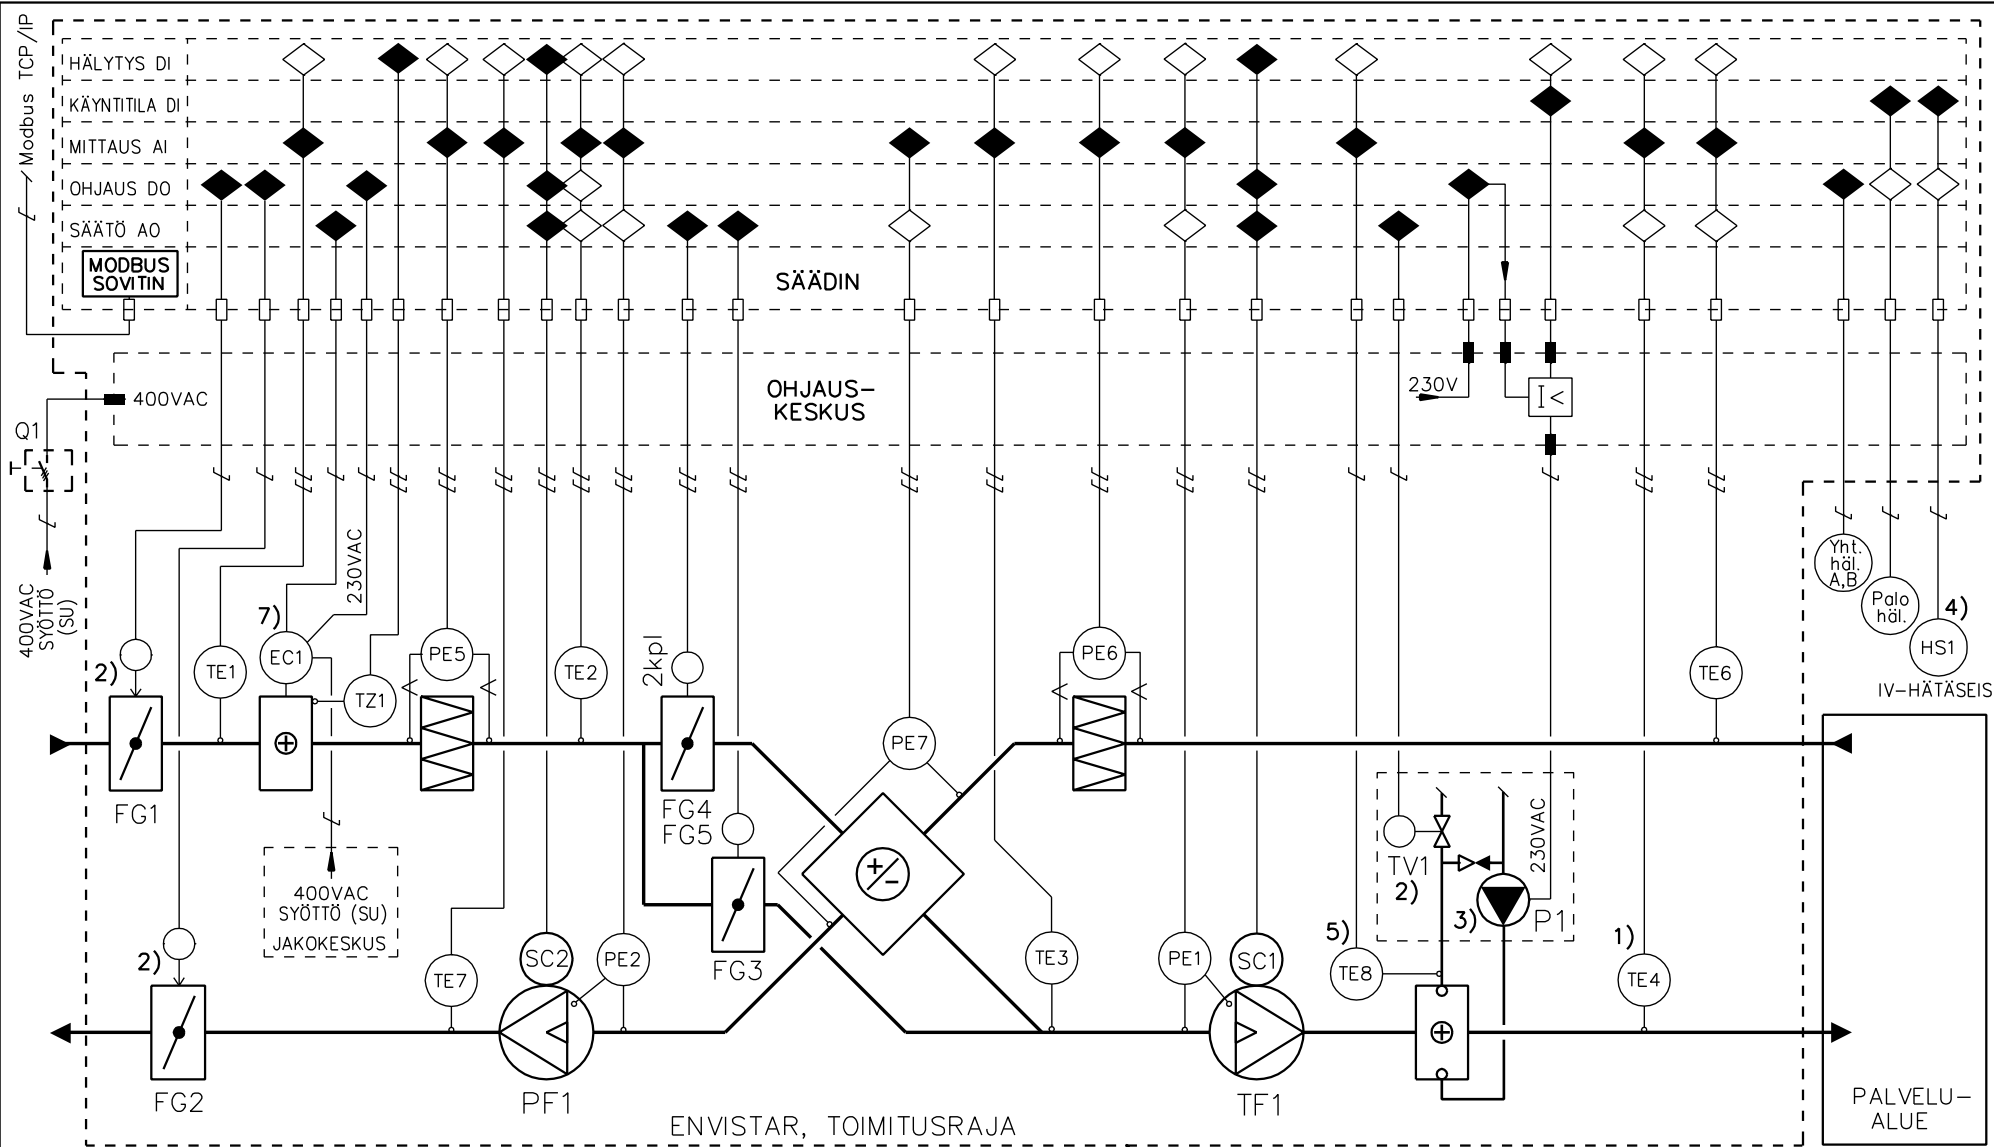 Modbus TCP/IP
HÄLYTYS DI
KÄYNTITILA DI
MITTAUS AI
OHJAUS DO
SÄÄTÖ AO
MODBUS
SOVITIN
SÄÄDIN
400VAC
OHJAUS-
KESKUS
230V
I<
Q1
400VAC
SYÖTTÖ
(SU)
230VAC
Yht.
häl.
A,B
Palo
häl.
4)
HS1
IV-HÄTÄSEIS
2)
TE1
7)
EC1
TZ1
PE5
TE2
2kpl
PE6
TE6
FG1
FG4
FG5
PE7
230VAC
TV1
2)
3)
P1
400VAC
SYÖTTÖ (SU)
JAKOKESKUS
+/-
2)
TE7
SC2
PE2
FG3
TE3
PE1
SC1
5)
TE8
1)
TE4
FG2
PF1
TF1
PALVELU-
ALUE
ENVISTAR, TOIMITUSRAJA